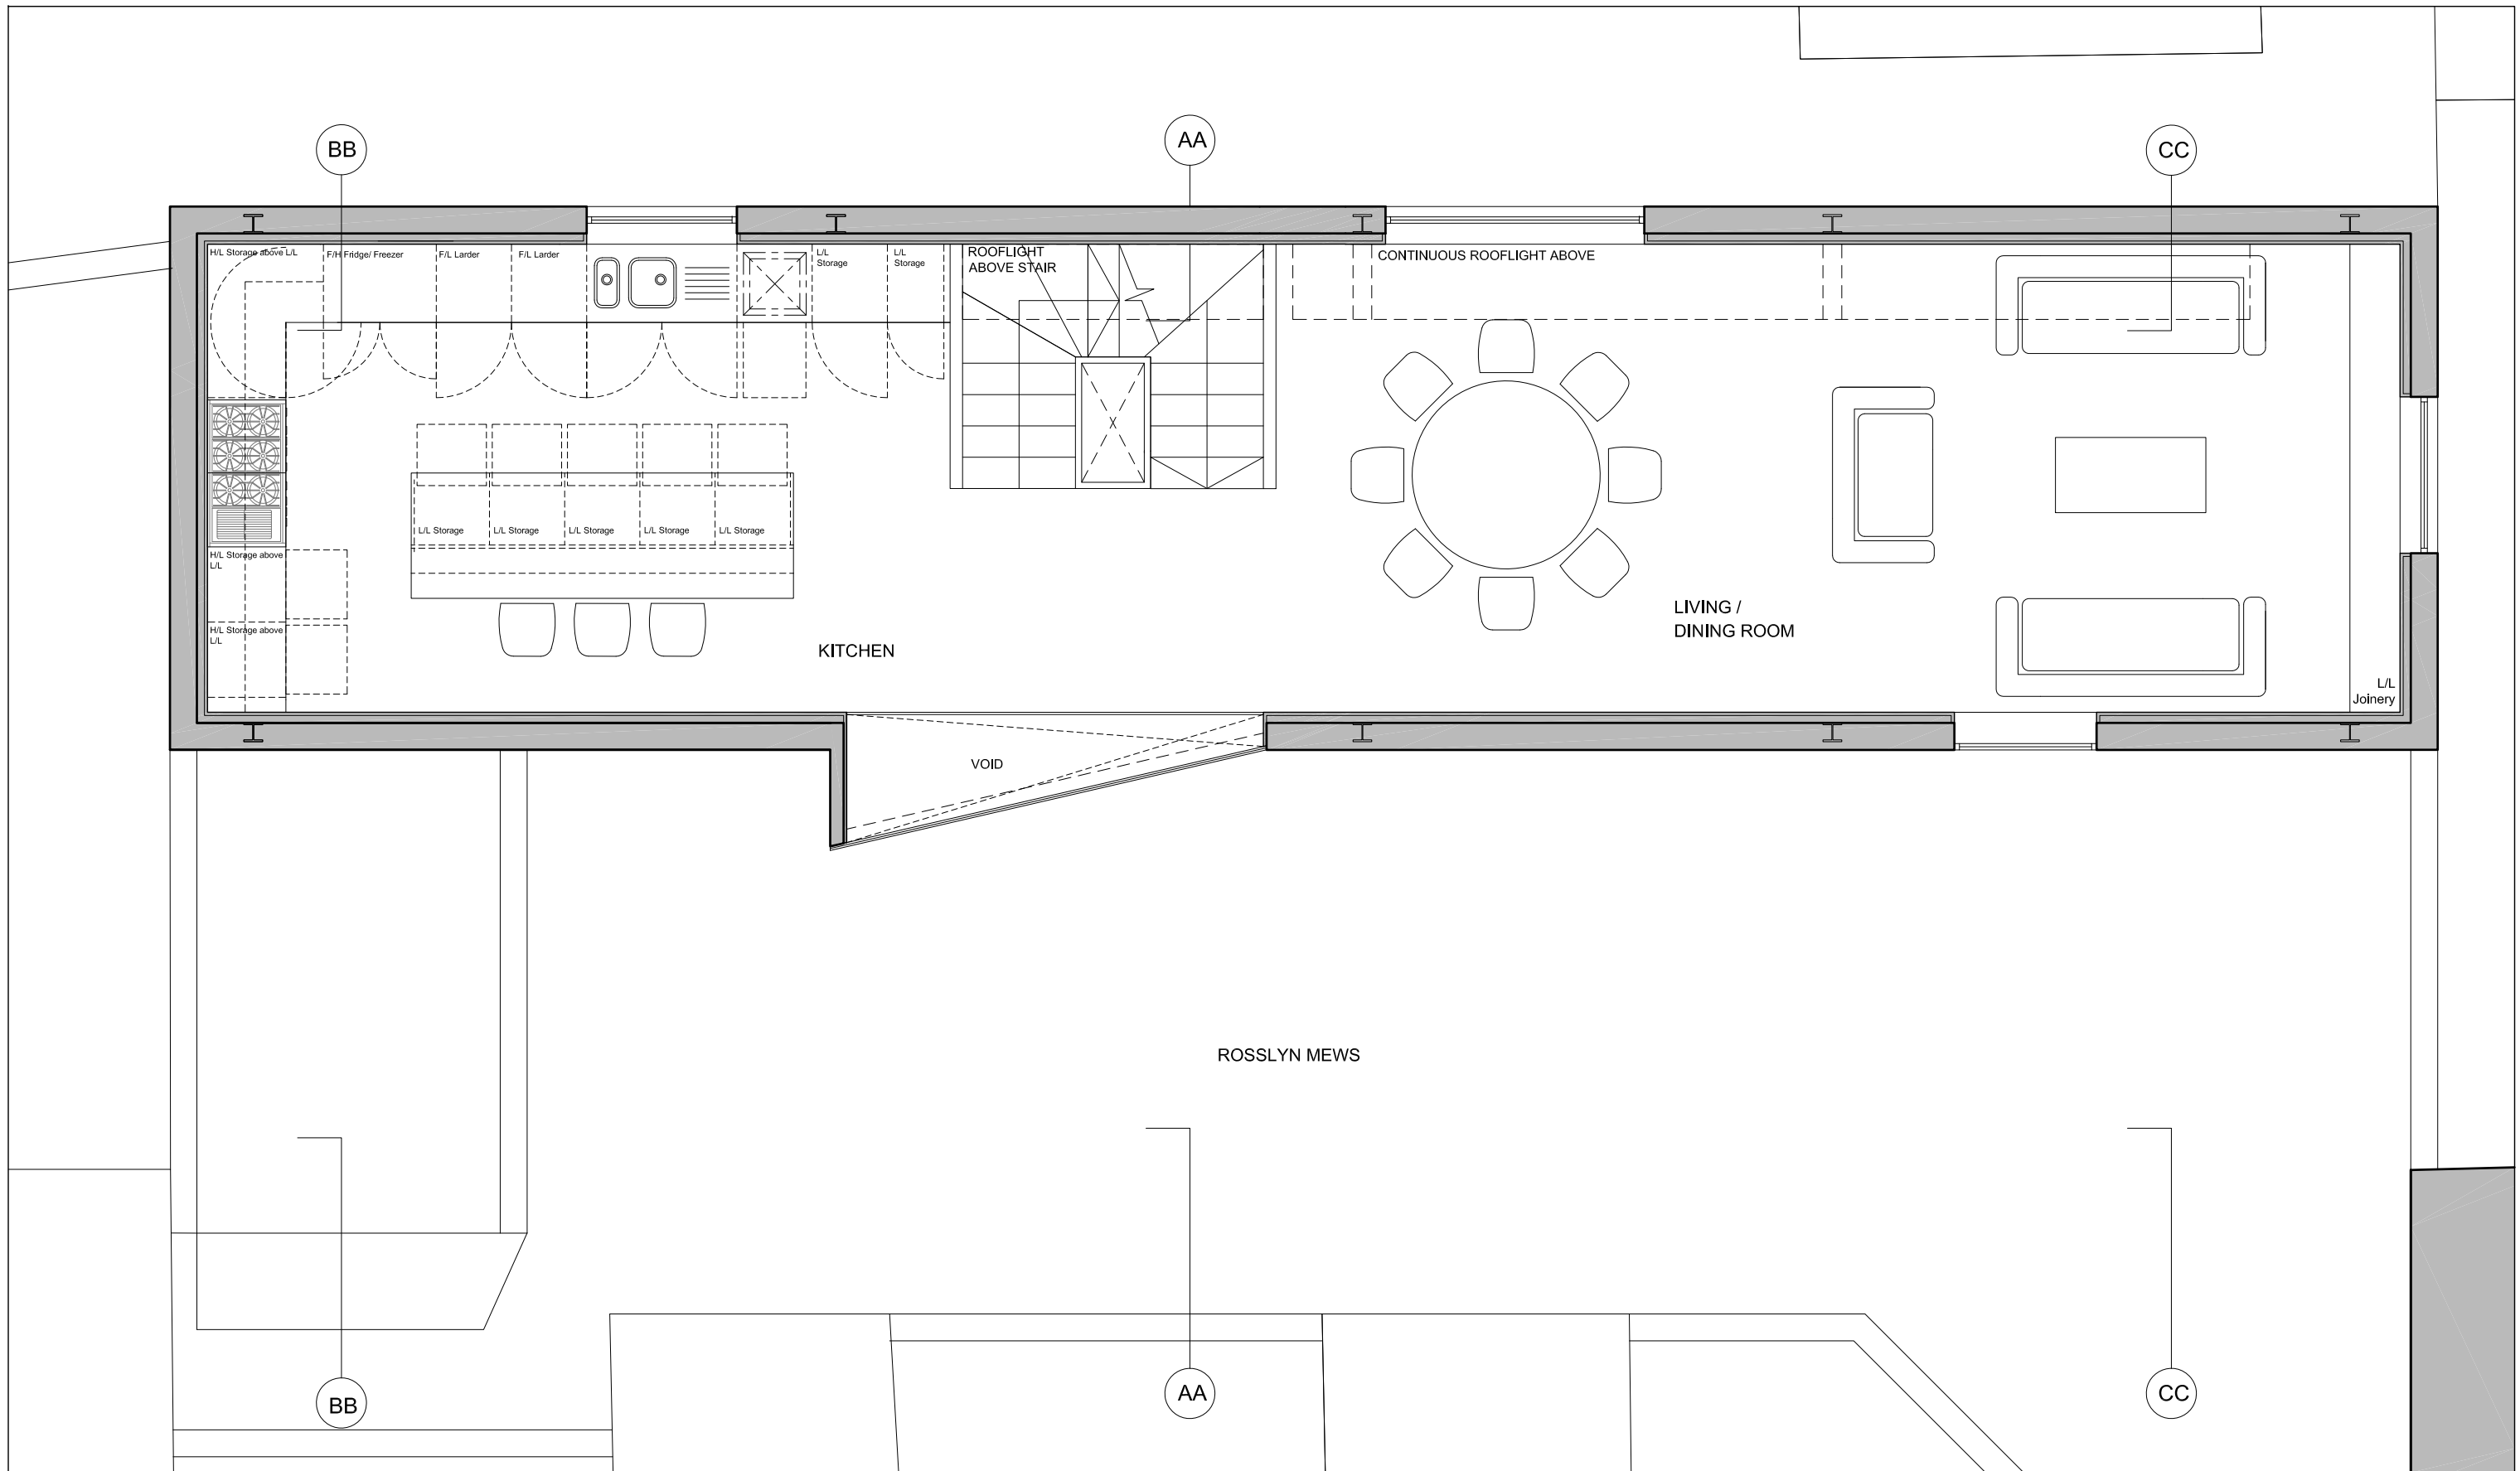 BB
AA
CC
H/L Storage above L/L
F/H Fridge/ Freezer
F/L Larder
F/L Larder
L/L
Storage
L/L
Storage
ROOFLIGHT
ABOVE STAIR
CONTINUOUS ROOFLIGHT ABOVE
L/L Storage
L/L Storage
L/L Storage
L/L Storage
L/L Storage
H/L Storage above
L/L
H/L Storage above
L/L
KITCHEN
LIVING /
DINING ROOM
L/L
Joinery
VOID
ROSSLYN MEWS
BB
AA
CC